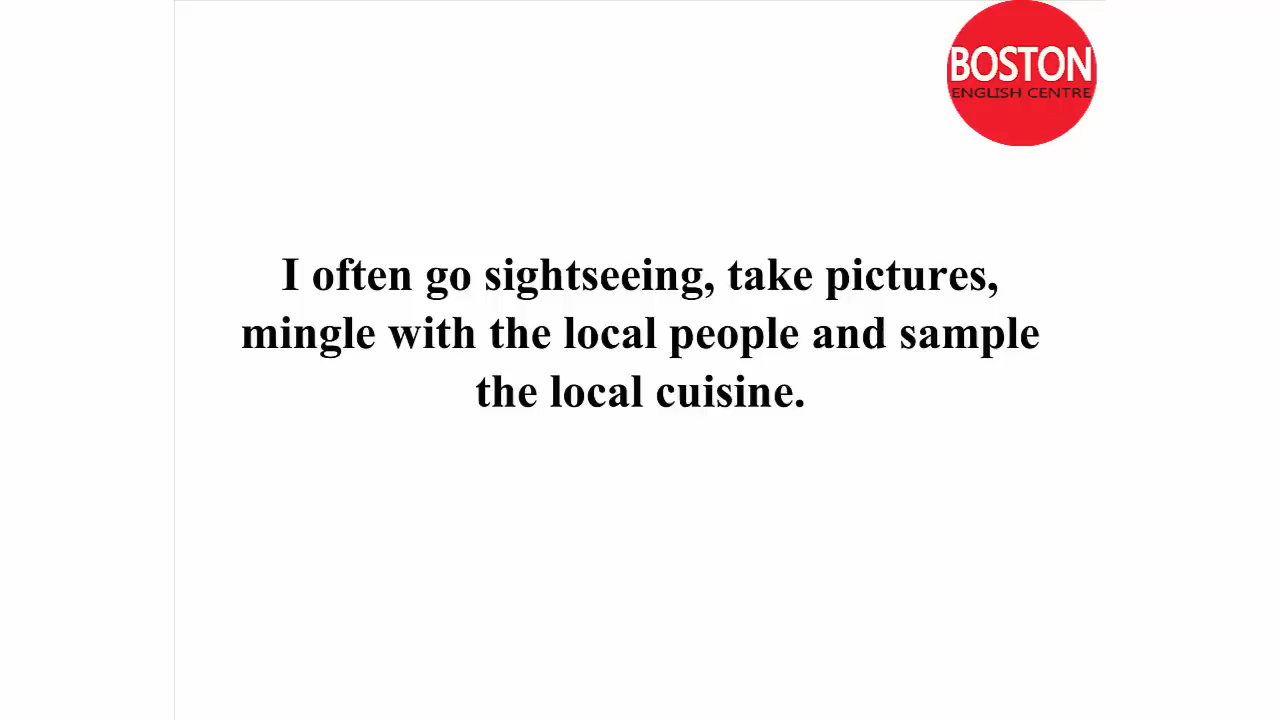 BOSTON
ENGLISH CENTRE
I often go sightseeing, take pictures,
mingle with the local people and sample
the local cuisine.